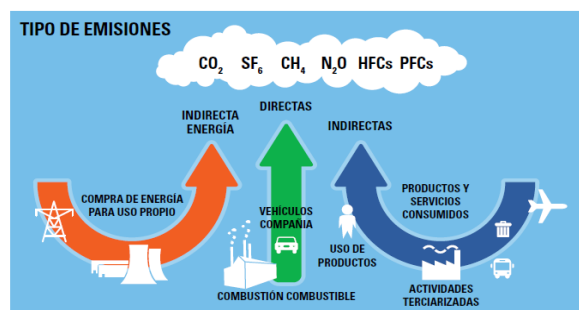 TIPO DE EMISIONES
CO₂ SF₆ CH₄ N₂O HFCs PFCs
INDIRECTA
ENERGÍA
DIRECTAS
INDIRECTAS
COMPRA DE ENERGÍA
PARA USO PROPIO
VEHÍCULOS
COMPAÑIA
PRODUCTOS Y
SERVICIOS
CONSUMIDOS
USO DE
PRODUCTOS
COMBUSTIÓN COMBUSTIBLE
ACTIVIDADES
TERCIARIZADAS